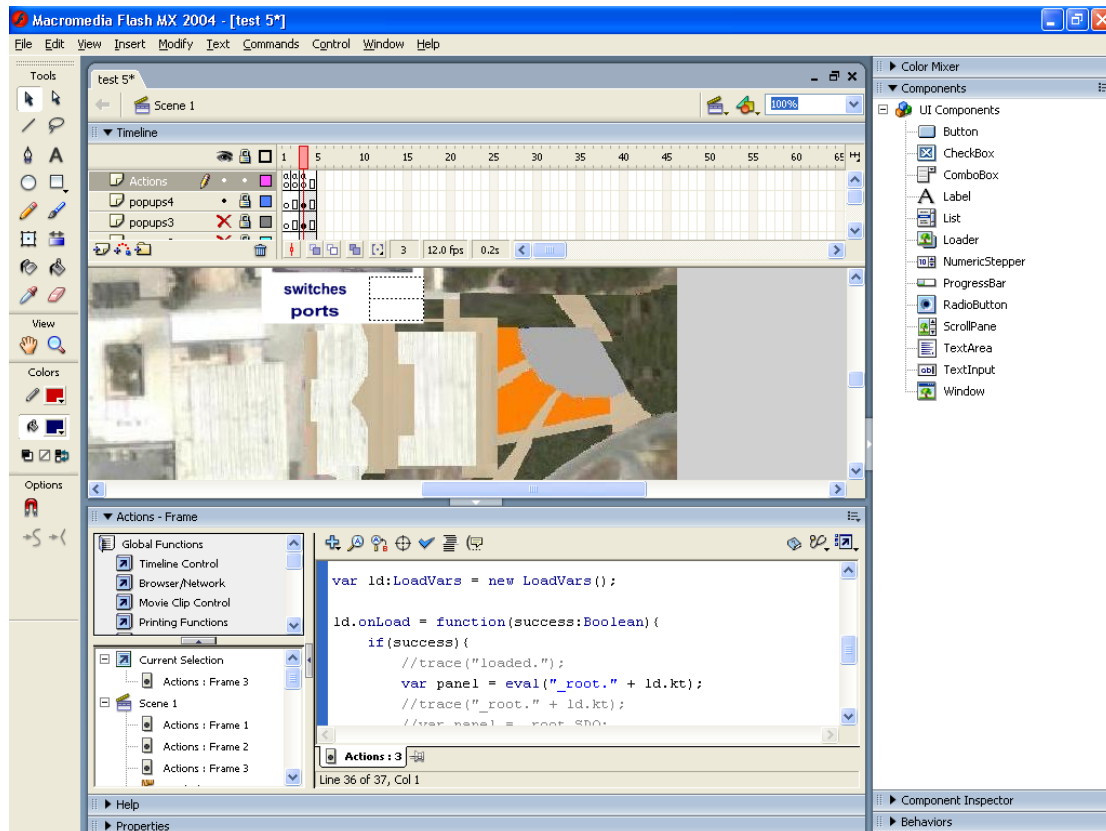 Macromedia Flash MX 2004 - [test 5*]
File Edit View Insert Modify Text Commands Control Window Help
Tools
View
Colors
Options
test 5*
Scene 1
100%
Timeline
1 5 10 15 20 25 30 35 40 45 50 55 60 65
Actions
popups4
popups3
3 12.0 fps 0.2s
switches
ports
Actions - Frame
Global Functions
Timeline Control
Browser/Network
Movie Clip Control
Printing Functions
Current Selection
Actions : Frame 3
Scene 1
Actions : Frame 1
Actions : Frame 2
Actions : Frame 3
var ld:LoadVars = new LoadVars();
ld.onLoad = function(success:Boolean){
if(success){
//trace("loaded.");
var panel = eval("_root." + ld.kt);
//trace("_root." + ld.kt);
//var panel = _root.SDO;
Actions : 3
Line 36 of 37, Col 1
Help
Properties
Color Mixer
Components
UI Components
Button
CheckBox
ComboBox
Label
List
Loader
NumericStepper
ProgressBar
RadioButton
ScrollPane
TextArea
TextInput
Window
Component Inspector
Behaviors